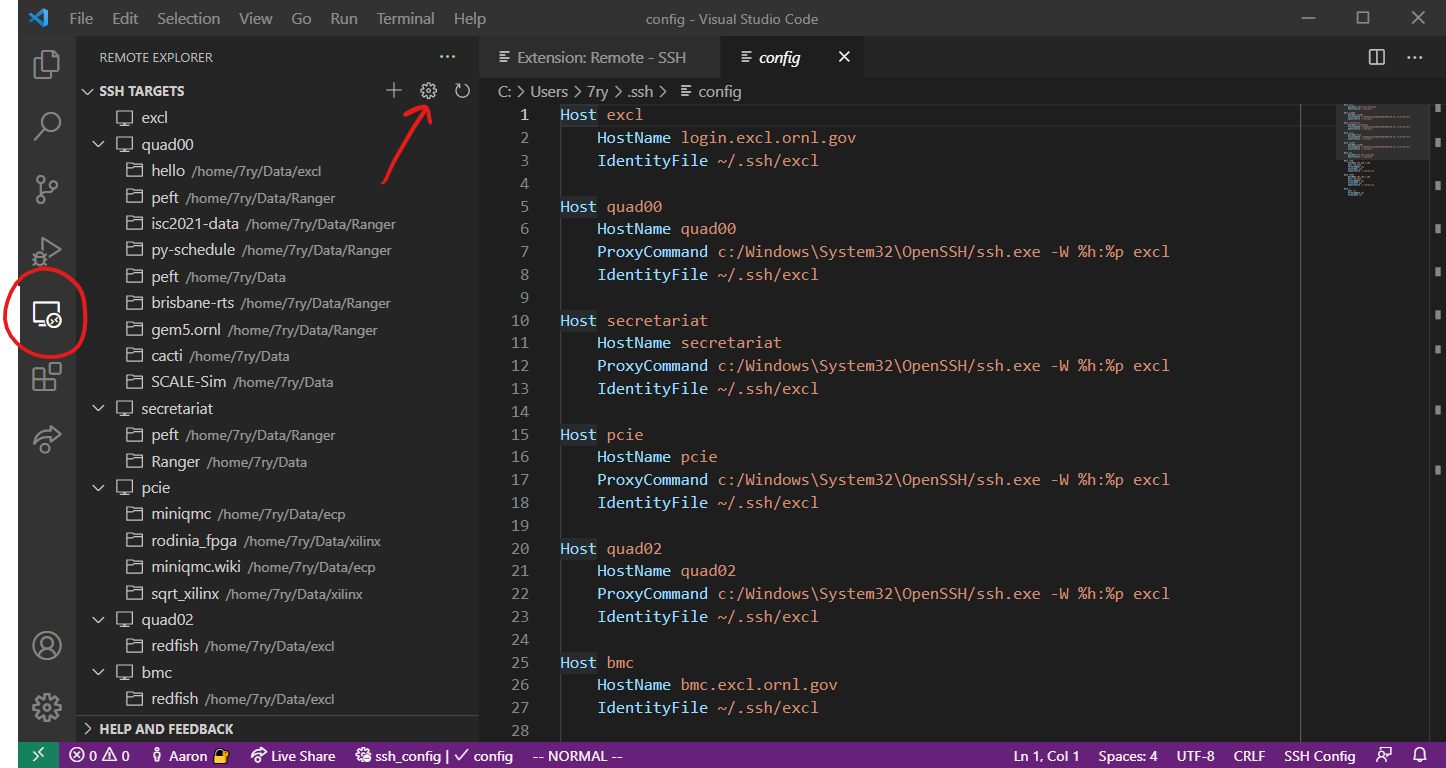 File Edit Selection View Go Run Terminal Help config - Visual Studio Code
REMOTE EXPLORER
SSH TARGETS
excl
quad00
hello /home/7ry/Data/excl
peft /home/7ry/Data/Ranger
isc2021-data /home/7ry/Data/Ranger
py-schedule /home/7ry/Data/Ranger
peft /home/7ry/Data
brisbane-rts /home/7ry/Data/Ranger
gem5.ornl /home/7ry/Data/Ranger
cacti /home/7ry/Data
SCALE-Sim /home/7ry/Data
secretariat
peft /home/7ry/Data/Ranger
Ranger /home/7ry/Data
pcie
miniqmc /home/7ry/Data/ecp
rodinia_fpga /home/7ry/Data/xilinx
miniqmc.wiki /home/7ry/Data/ecp
sqrt_xilinx /home/7ry/Data/xilinx
quad02
redfish /home/7ry/Data/excl
bmc
redfish /home/7ry/Data/excl
HELP AND FEEDBACK
Extension: Remote - SSH config
C: > Users > 7ry > .ssh > config
1 Host excl
2 HostName login.excl.ornl.gov
3 IdentityFile ~/.ssh/excl
4
5 Host quad00
6 HostName quad00
7 ProxyCommand c:/Windows\System32\OpenSSH/ssh.exe -W %h:%p excl
8 IdentityFile ~/.ssh/excl
9
10 Host secretariat
11 HostName secretariat
12 ProxyCommand c:/Windows\System32\OpenSSH/ssh.exe -W %h:%p excl
13 IdentityFile ~/.ssh/excl
14
15 Host pcie
16 HostName pcie
17 ProxyCommand c:/Windows\System32\OpenSSH/ssh.exe -W %h:%p excl
18 IdentityFile ~/.ssh/excl
19
20 Host quad02
21 HostName quad02
22 ProxyCommand c:/Windows\System32\OpenSSH/ssh.exe -W %h:%p excl
23 IdentityFile ~/.ssh/excl
24
25 Host bmc
26 HostName bmc.excl.ornl.gov
27 IdentityFile ~/.ssh/excl
28
0 0 Aaron Live Share ssh_config | config -- NORMAL -- Ln 1, Col 1 Spaces: 4 UTF-8 CRLF SSH Config